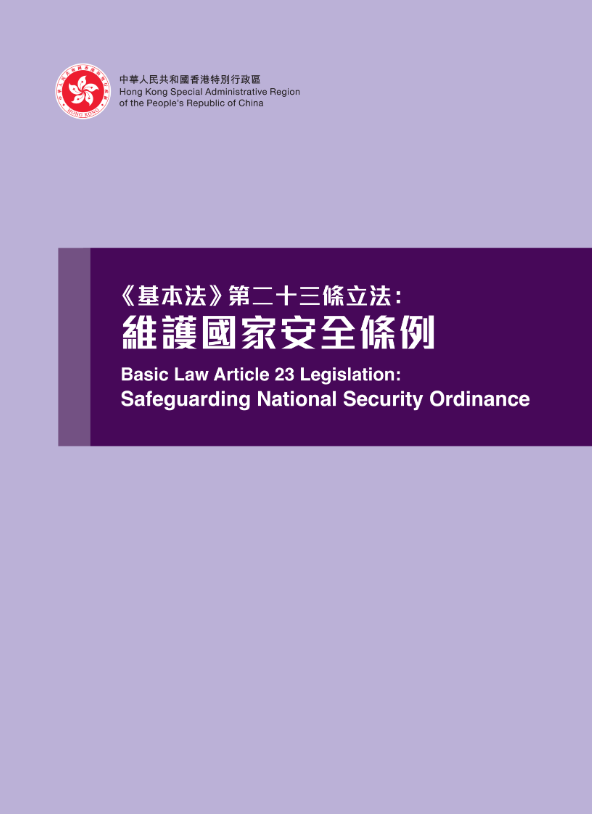 中華人民共和國香港特別行政區
Hong Kong Special Administrative Region
of the People's Republic of China
《基本法》第二十三條立法：
維護國家安全條例
Basic Law Article 23 Legislation:
Safeguarding National Security Ordinance